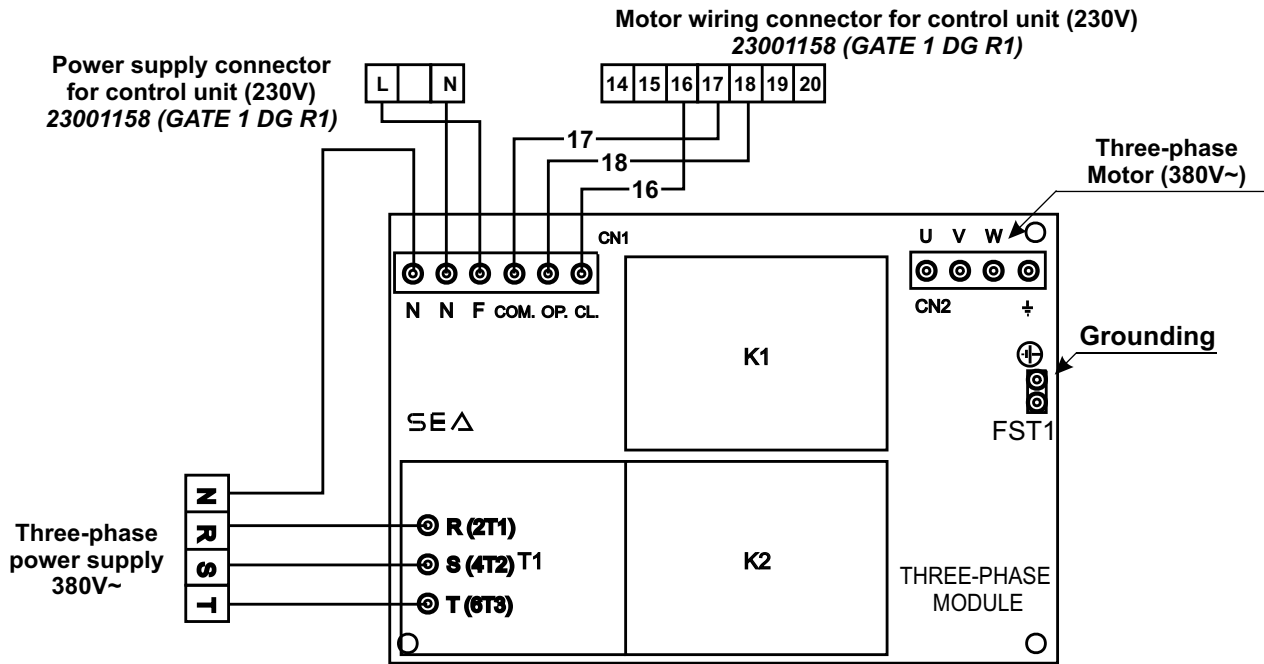 Motor wiring connector for control unit (230V)
23001158 (GATE 1 DG R1)
Power supply connector
for control unit (230V)
23001158 (GATE 1 DG R1)
L N
14 15 16 17 18 19 20
17
18
16
Three-phase
Motor (380V~)
CN1
U V W
N N F COM. OP. CL.
CN2
Grounding
K1
SEA
FST1
N
R
S
T
Three-phase
power supply
380V~
R (2T1)
S (4T2) T1
T (6T3)
K2
THREE-PHASE
MODULE